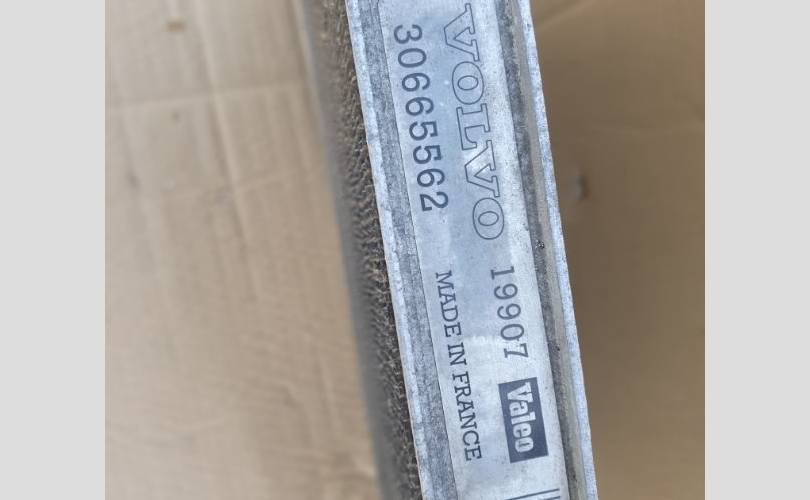 VOLVO
30665562
19907 Valeo
MADE IN FRANCE